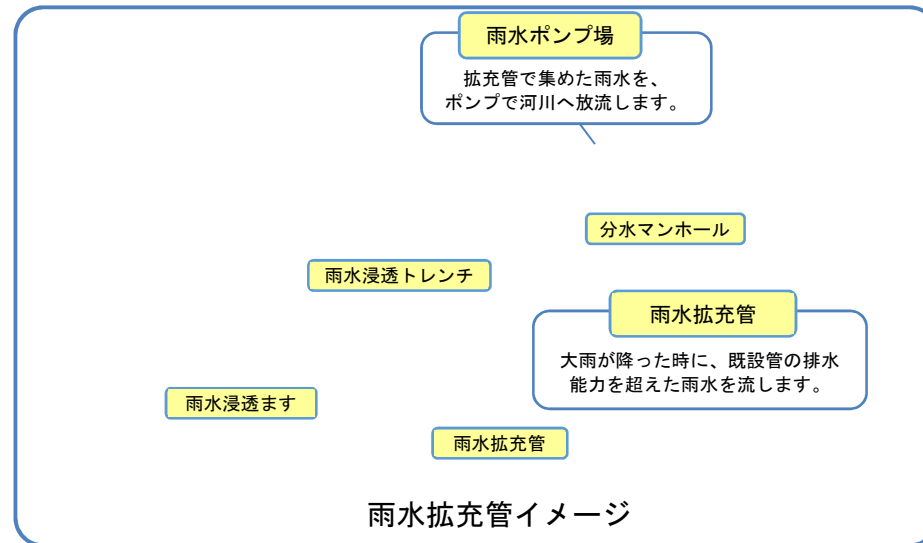 雨水ポンプ場
拡充管で集めた雨水を、
ポンプで河川へ放流します。
分水マンホール
雨水浸透トレンチ
雨水拡充管
大雨が降った時に、既設管の排水
能力を超えた雨水を流します。
雨水浸透ます
雨水拡充管
雨水拡充管イメージ